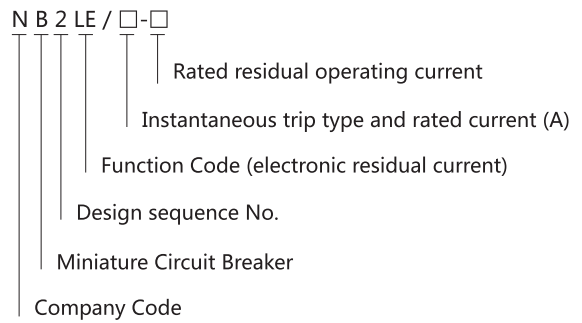 N B 2 LE / □-□
Rated residual operating current
Instantaneous trip type and rated current (A)
Function Code (electronic residual current)
Design sequence No.
Miniature Circuit Breaker
Company Code